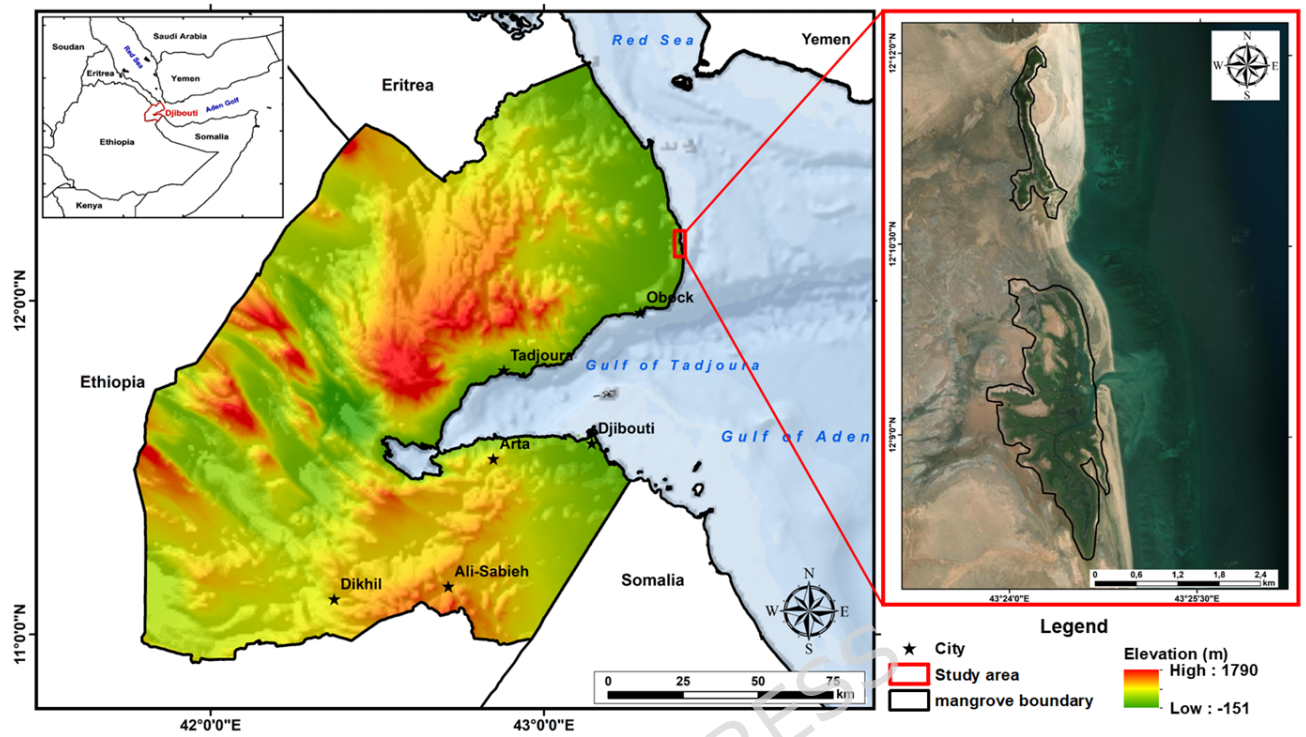 Soudan
Saudi Arabia
Red Sea
Eritrea
Yemen
Djibouti
Aden Golf
Somalia
Ethiopia
Kenya
Red Sea
Yemen
Eritrea
Obock
Tadjoura
Gulf of Tadjoura
Ethiopia
Djibouti
Gulf of Aden
Arta
Ali-Sabieh
Dikhil
Somalia
N
W E
S
0 25 50 75
km
12°0'0"N
11°0'0"N
42°0'0"E
43°0'0"E
N
W E
S
12°12'0"N
12°10'30"N
12°9'0"N
0 0,6 1,2 1,8 2,4
km
43°24'0"E
43°25'30"E
Legend
City
Study area
mangrove boundary
Elevation (m)
High : 1790
Low : -151